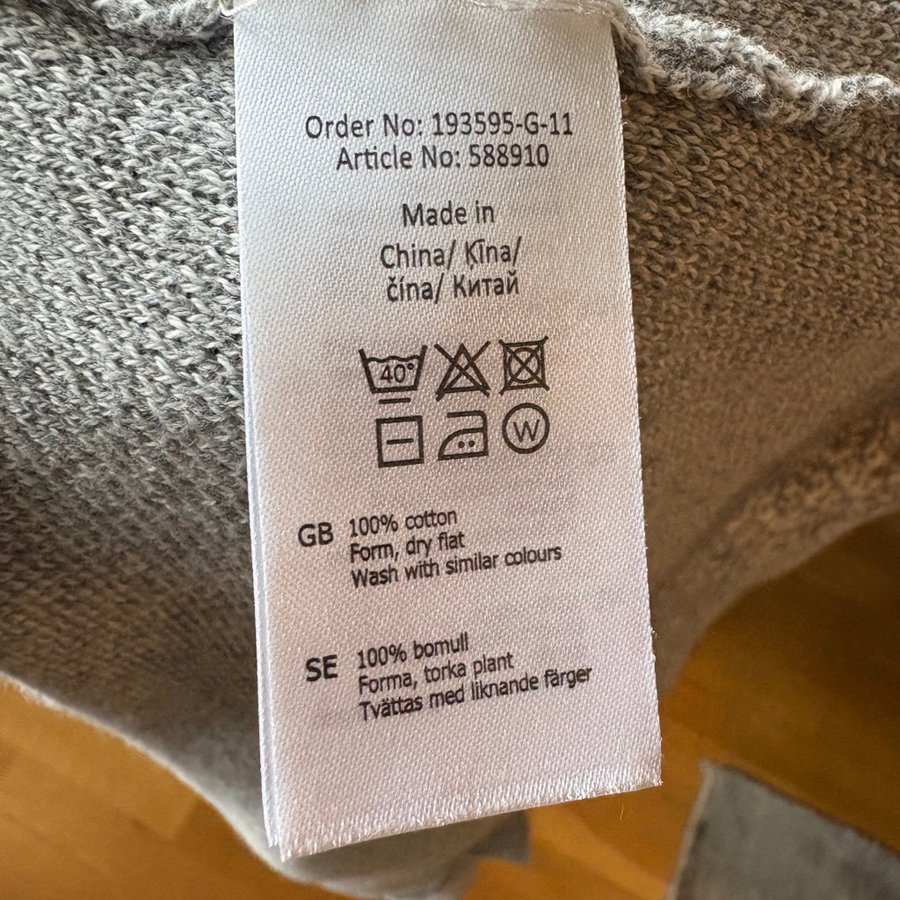 Order No: 193595-G-11
Article No: 588910
Made in
China/ Ķīna/
čína/ Китай
40°
W
GB 100% cotton
Form, dry flat
Wash with similar colours
SE 100% bomull
Forma, torka plant
Tvättas med liknande färger